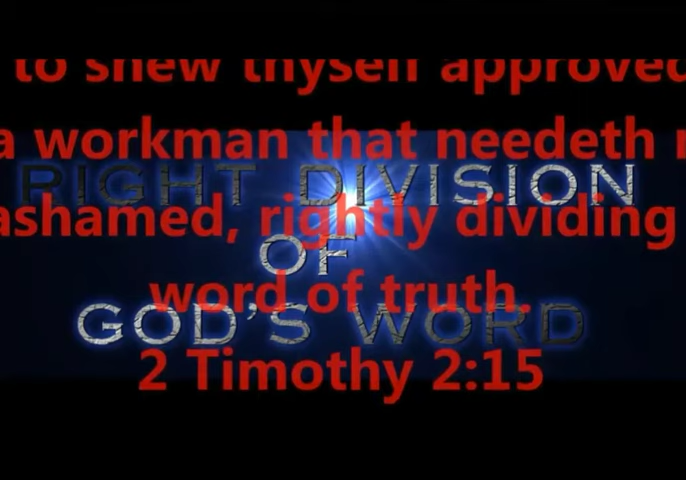 to shew thyself approved
a workman that needeth
RIGHT DIVISION
ashamed, rightly dividing
OF
word of truth.
GOD'S WORD
2 Timothy 2:15